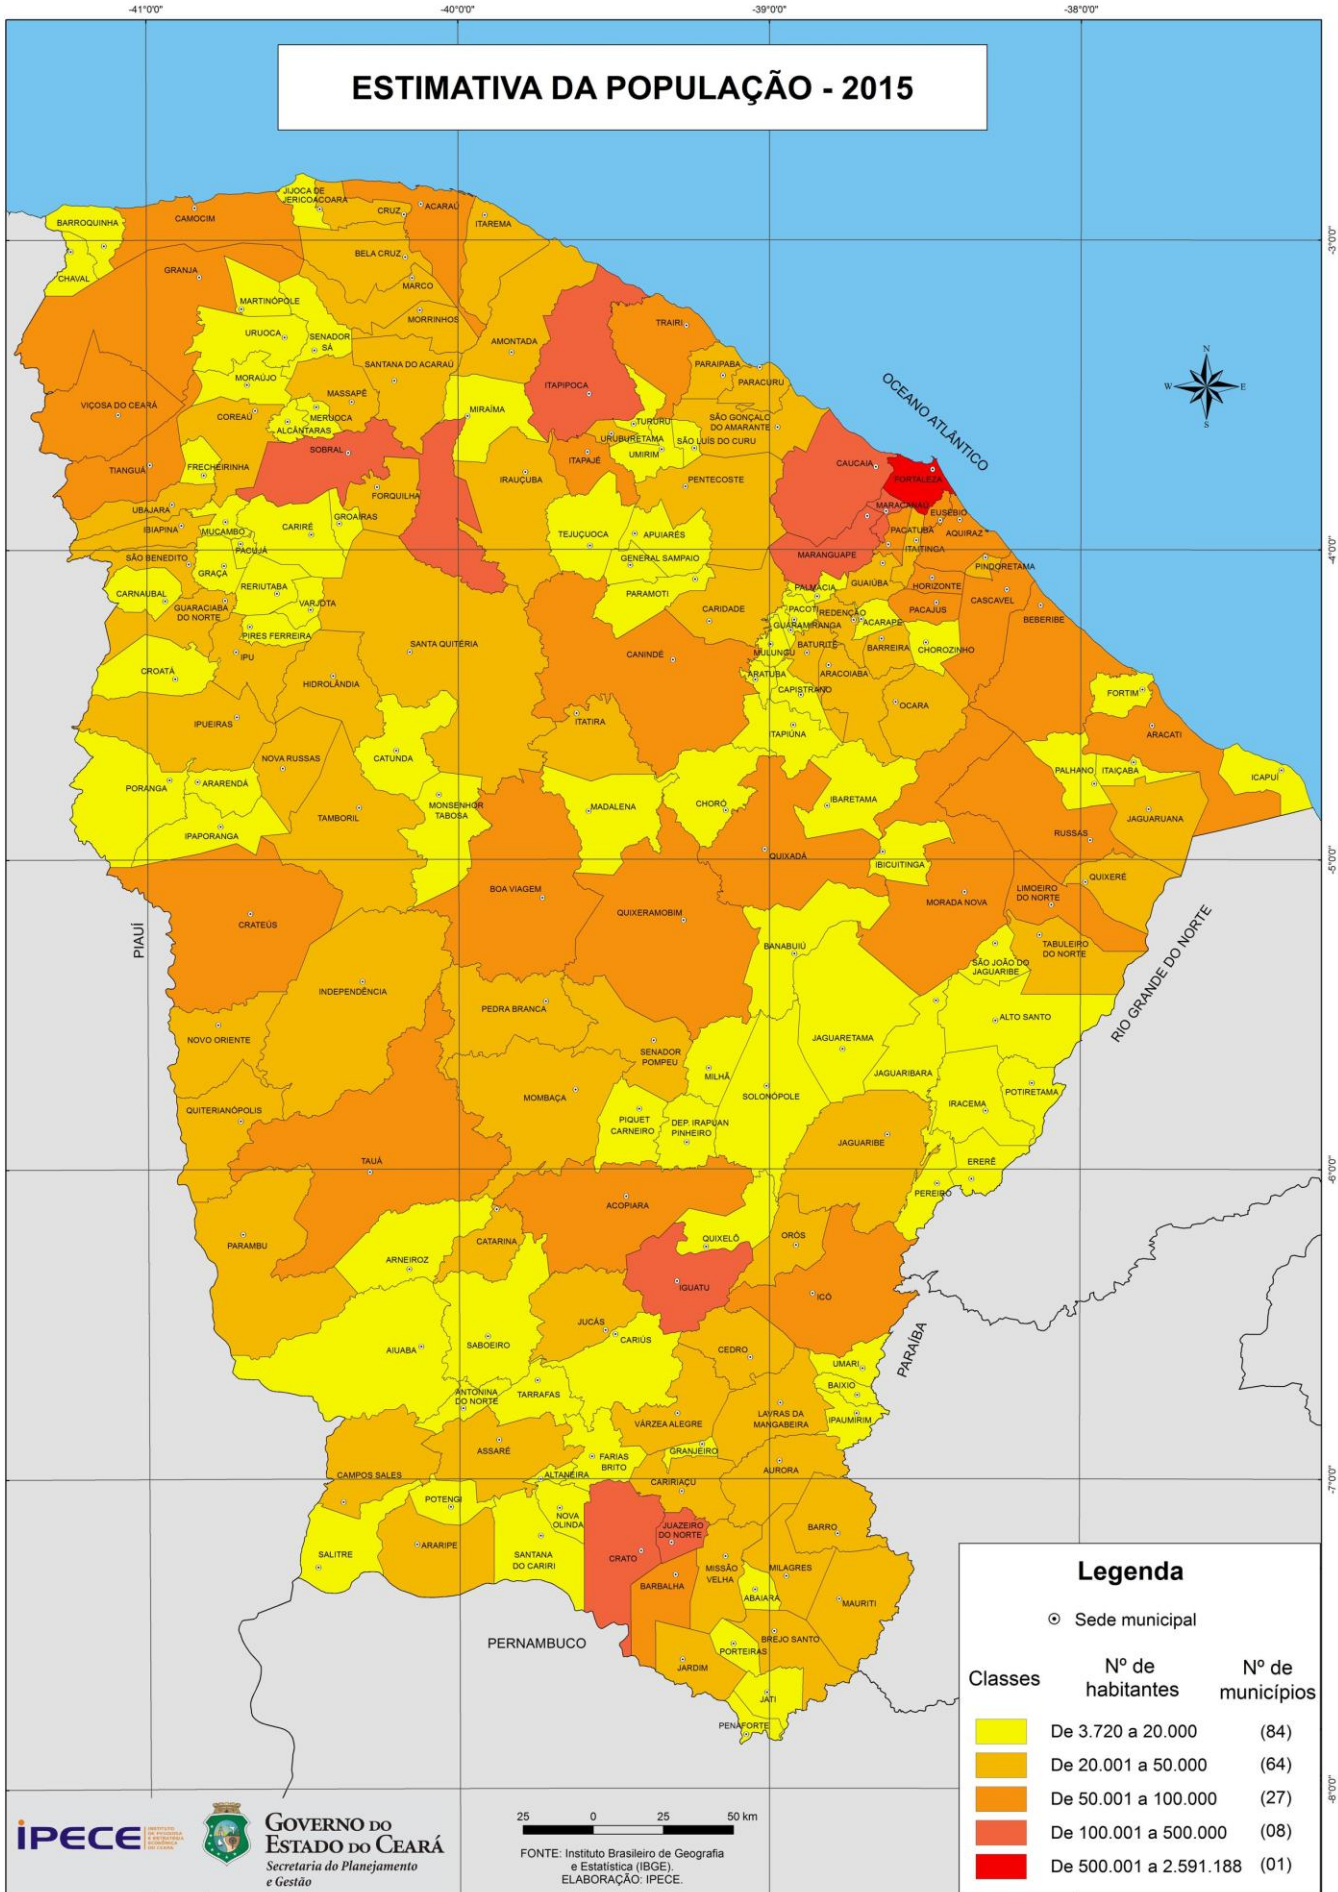 -41°0'0"
-40°0'0"
-39°0'0"
-38°0'0"
ESTIMATIVA DA POPULAÇÃO - 2015
JIJOCA DE
JERICOACOARA
CRUZ
ACARAÚ
ITAREMA
BARROQUINHA
CAMOCIM
-3°0'0"
CHAVAL
GRANJA
BELA CRUZ
MARCO
MARTINÓPOLE
MORRINHOS
URUOCA
SENADOR
SÁ
TRAIRI
AMONTADA
PARAIPABA
PARACURU
SANTANA DO ACARAÚ
MORAÚJO
ITAPIPOCA
MASSAPÊ
N
W
E
S
OCEANO ATLÂNTICO
VIÇOSA DO CEARÁ
COREAÚ
MERUOCA
ALCÂNTARAS
MIRAÍMA
TURURU
SÃO GONÇALO
DO AMARANTE
URUBURETAMA
SÃO LUÍS DO CURU
UMIRIM
SOBRAL
ITAPAJÉ
TIANGUÁ
FRECHEIRINHA
FORQUILHA
IRAUÇUBA
PENTECOSTE
CAUCAIA
FORTALEZA
UBAJARA
IBIAPINA
MUCAMBO
CARIRÉ
GROAÍRAS
PACUJÁ
TEJUÇUOCA
APUIARÉS
MARACANAÚ
EUSÉBIO
PACATUBA
AQUIRAZ
ITAITINGA
MARANGUAPE
-4°0'0"
SÃO BENEDITO
GRAÇA
GENERAL SAMPAIO
PINDORETAMA
RERIUTABA
PALMÁCIA
GUAIÚBA
HORIZONTE
CARNAUBAL
GUARACIABA
DO NORTE
VARJOTA
PARAMOTI
CARIDADE
PACOTI
REDENÇÃO
ACARAPE
PACAJUS
CASCAVEL
BEBERIBE
PIRES FERREIRA
GUARAMIRANGA
MULUNGU
BATURITÉ
BARREIRA
CHOROZINHO
IPU
SANTA QUITÉRIA
CANINDÉ
CROATÁ
HIDROLÂNDIA
ARATUBA
ARACOIABA
CAPISTRANO
FORTIM
IPUEIRAS
ITATIRA
OCARA
ITAPIÚNA
ARACATI
NOVA RUSSAS
CATUNDA
PORANGA
ARARENDÁ
MONSENHOR
TABOSA
MADALENA
CHORÓ
IBARETAMA
PALHANO
ITAIÇABA
ICAPUÍ
TAMBORIL
JAGUARUANA
IPAPORANGA
RUSSAS
QUIXADÁ
IBICUITINGA
-5°0'0"
BOA VIAGEM
QUIXERAMOBIM
MORADA NOVA
LIMOEIRO
DO NORTE
QUIXERÉ
CRATEÚS
PIAUÍ
BANABUIÚ
TABULEIRO
DO NORTE
SÃO JOÃO DO
JAGUARIBE
RIO GRANDE DO NORTE
INDEPENDÊNCIA
PEDRA BRANCA
ALTO SANTO
NOVO ORIENTE
SENADOR
POMPEU
JAGUARETAMA
MILHÃ
JAGUARIBARA
QUITERIANÓPOLIS
MOMBAÇA
SOLONÓPOLE
POTIRETAMA
IRACEMA
PIQUET
CARNEIRO
DEP. IRAPUAN
PINHEIRO
JAGUARIBE
TAUÁ
ERERÊ
-6°0'0"
PEREIRO
ACOPIARA
PARAMBU
CATARINA
QUIXELÔ
ORÓS
ARNEIROZ
IGUATU
ICÓ
JUCÁS
CARIÚS
PARAÍBA
AIUABA
SABOEIRO
CEDRO
UMARI
BAIXIO
ANTONINA
DO NORTE
TARRAFAS
VÁRZEA ALEGRE
LAVRAS DA
MANGABEIRA
IPAUMIRIM
ASSARÉ
GRANJEIRO
FARIAS
BRITO
CAMPOS SALES
ALTANEIRA
AURORA
CARIRIAÇU
-7°0'0"
POTENGI
NOVA
OLINDA
JUAZEIRO
DO NORTE
BARRO
SALITRE
ARARIPE
SANTANA
DO CARIRI
CRATO
MISSÃO
VELHA
MILAGRES
BARBALHA
ABAIARA
MAURITI
PERNAMBUCO
PORTEIRAS
BREJO SANTO
JARDIM
JATI
PENAFORTE
Legenda
Sede municipal
Classes
Nº de
habitantes
Nº de
municípios
De 3.720 a 20.000 (84)
De 20.001 a 50.000 (64)
De 50.001 a 100.000 (27)
De 100.001 a 500.000 (08)
De 500.001 a 2.591.188 (01)
-8°0'0"
IPECE
INSTITUTO
DE PESQUISA
E ESTRATÉGIA
ECONÔMICA
DO CEARÁ
GOVERNO DO
ESTADO DO CEARÁ
Secretaria do Planejamento
e Gestão
25 0 25 50 km
FONTE: Instituto Brasileiro de Geografia
e Estatística (IBGE).
ELABORAÇÃO: IPECE.